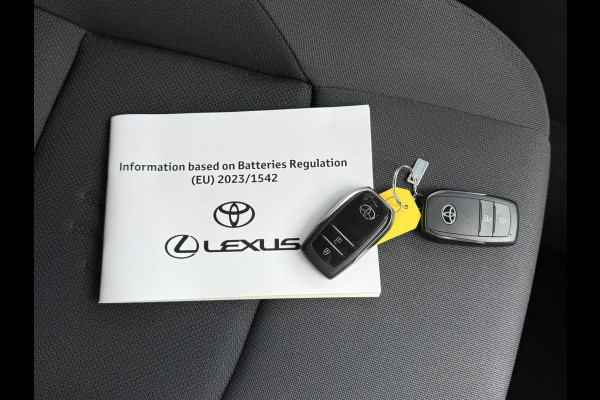 Information based on Batteries Regulation
(EU) 2023/1542
LEXUS